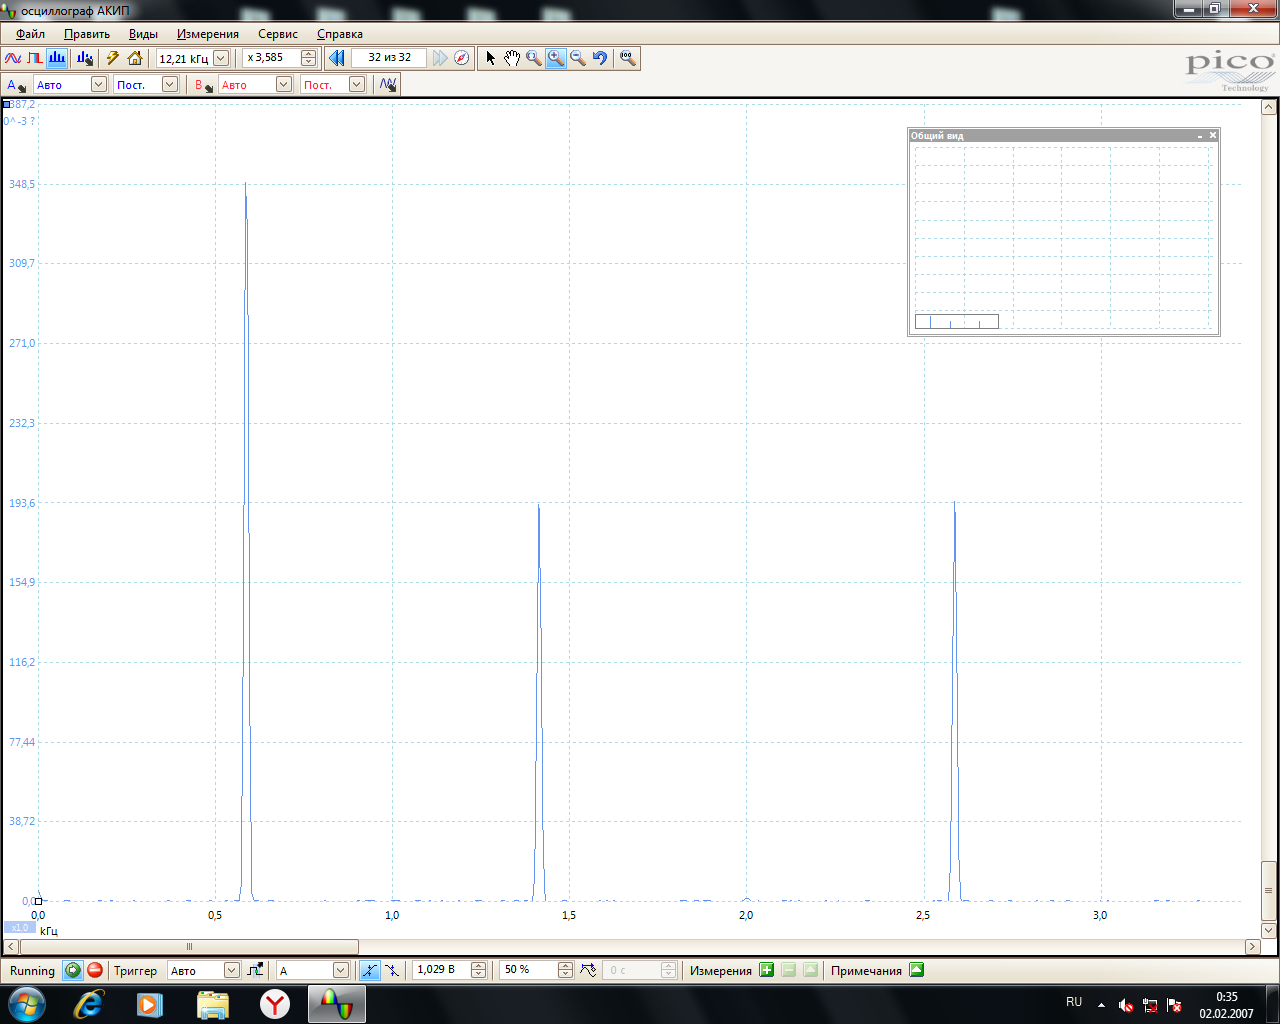 осциллограф АКИП
Файл Править Виды Измерения Сервис Справка
12,21 кГц x 3,585 32 из 32
A Авто Пост. B Авто Пост.
pico
Technology
387,2
0^-3 ?
Общий вид
348,5
309,7
271,0
232,3
193,6
154,9
116,2
77,44
38,72
0,0
0,0 0,5 1,0 1,5 2,0 2,5 3,0
x1,0
кГц
Running Триггер Авто A 1,029 В 50 % 0 с Измерения Примечания
RU
0:35
02.02.2007